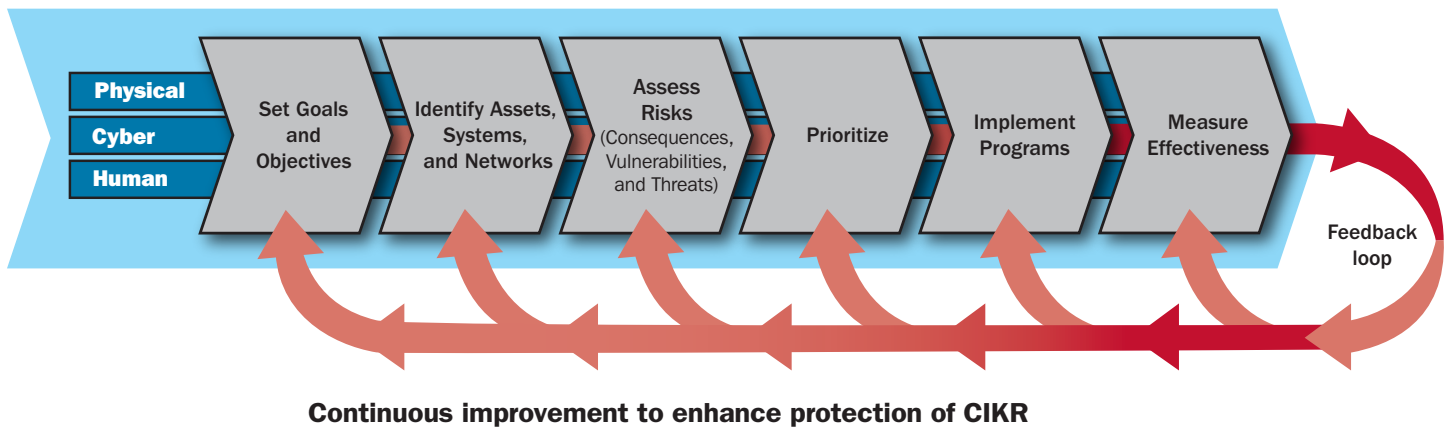 Physical
Cyber
Human
Set Goals
and
Objectives
Identify Assets,
Systems,
and Networks
Assess
Risks
(Consequences,
Vulnerabilities,
and Threats)
Prioritize
Implement
Programs
Measure
Effectiveness
Feedback
loop
Continuous improvement to enhance protection of CIKR